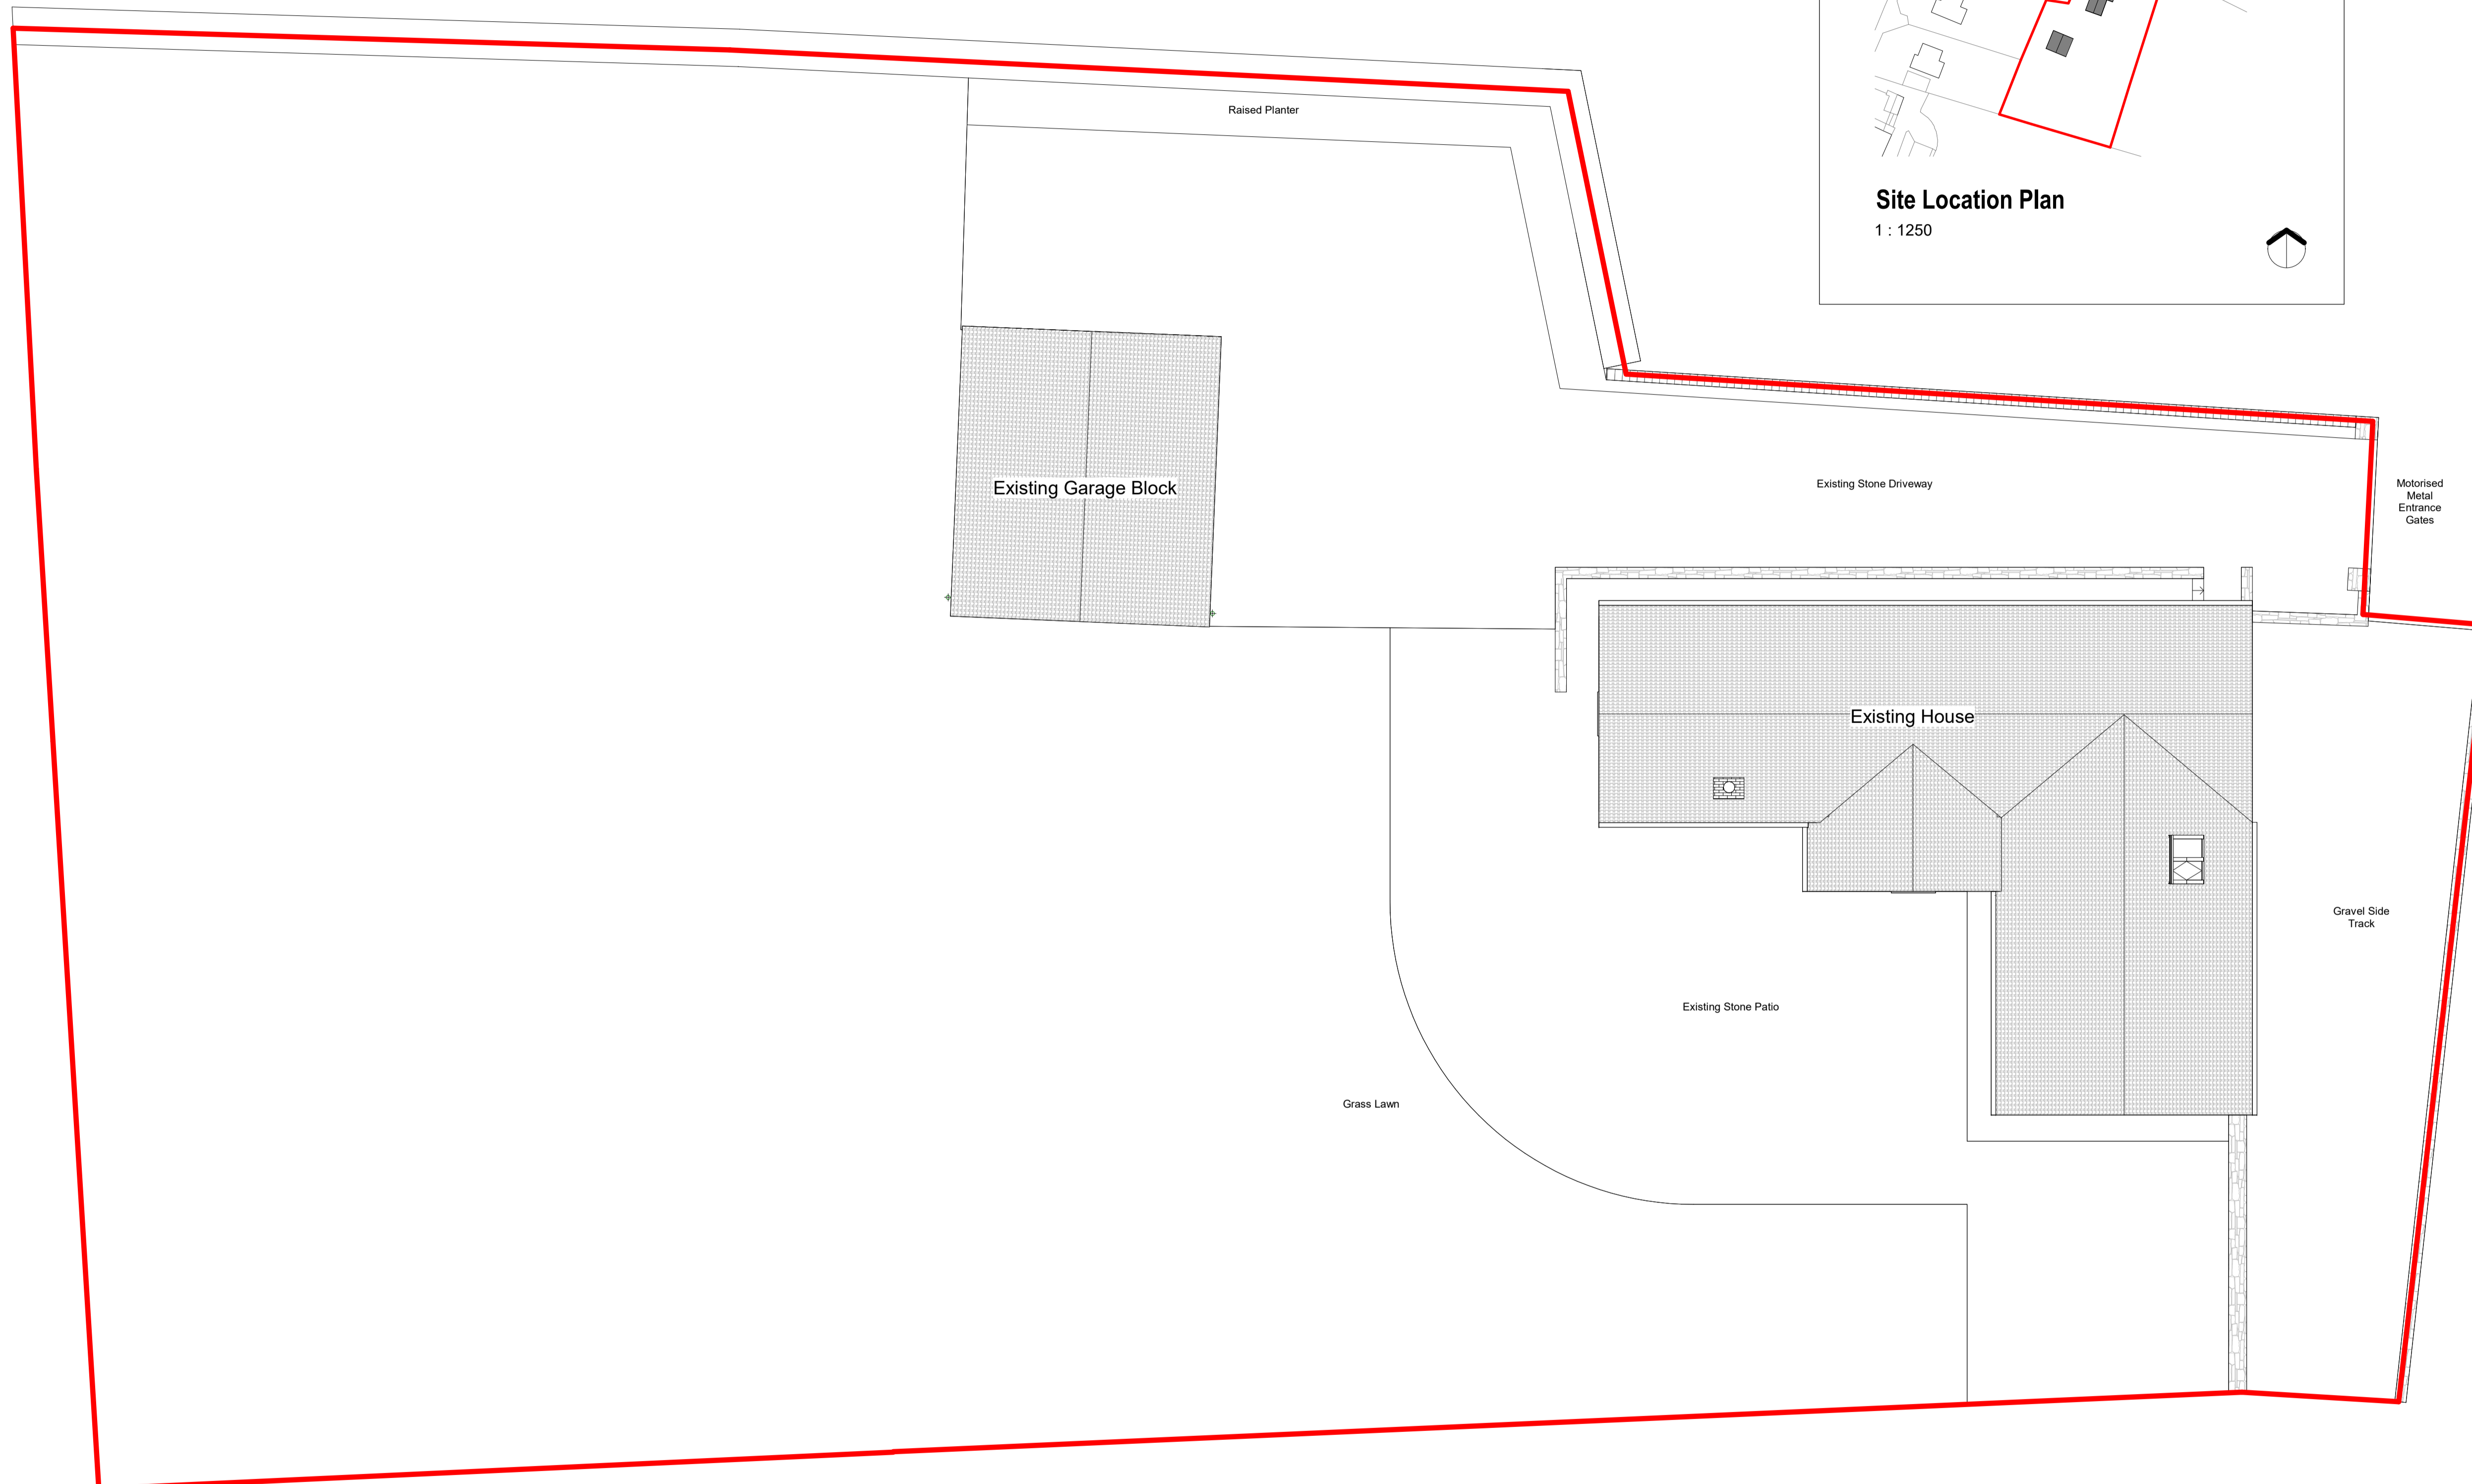 Raised Planter
Site Location Plan
1 : 1250
Existing Garage Block
Existing Stone Driveway
Motorised
Metal
Entrance
Gates
Existing House
Gravel Side
Track
Existing Stone Patio
Grass Lawn